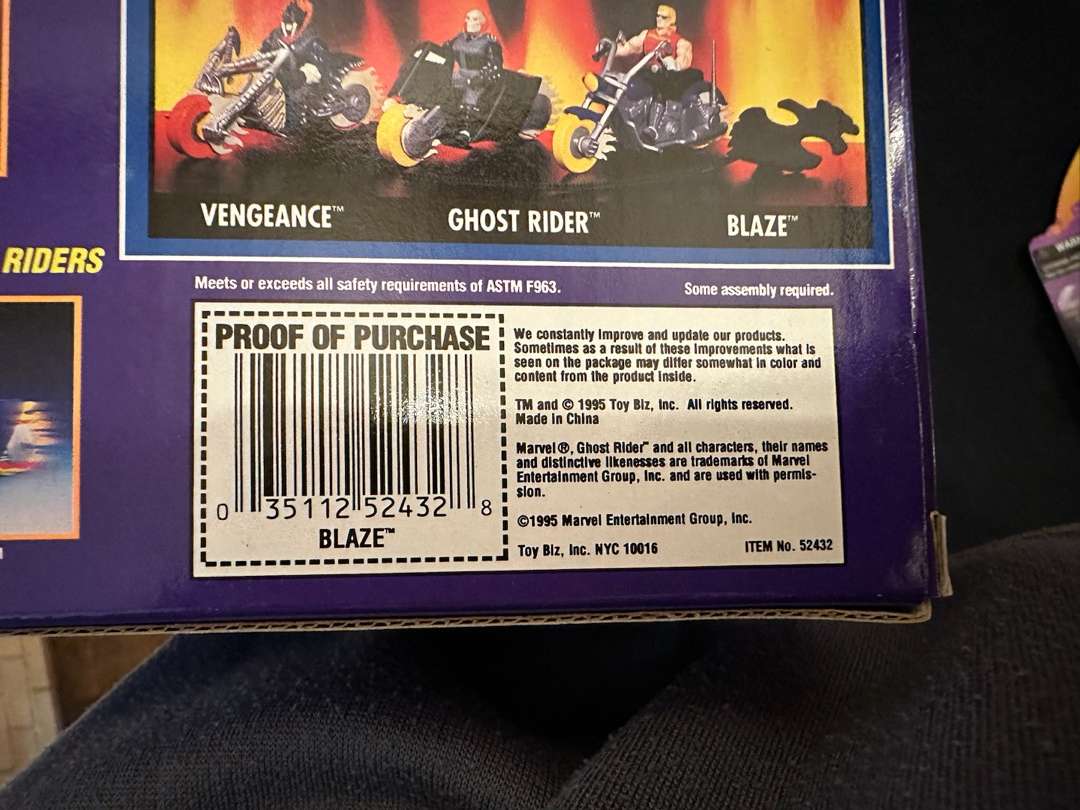 VENGEANCE™
GHOST RIDER™
BLAZE™
RIDERS
Meets or exceeds all safety requirements of ASTM F963.
Some assembly required.
PROOF OF PURCHASE
0 35112 52432 8
BLAZE™
We constantly improve and update our products.
Sometimes as a result of these improvements what is
seen on the package may differ somewhat in color and
content from the product inside.
TM and © 1995 Toy Biz, Inc. All rights reserved.
Made in China
Marvel®, Ghost Rider™ and all characters, their names
and distinctive likenesses are trademarks of Marvel
Entertainment Group, Inc. and are used with permis-
sion.
©1995 Marvel Entertainment Group, Inc.
Toy Biz, Inc. NYC 10016
ITEM No. 52432